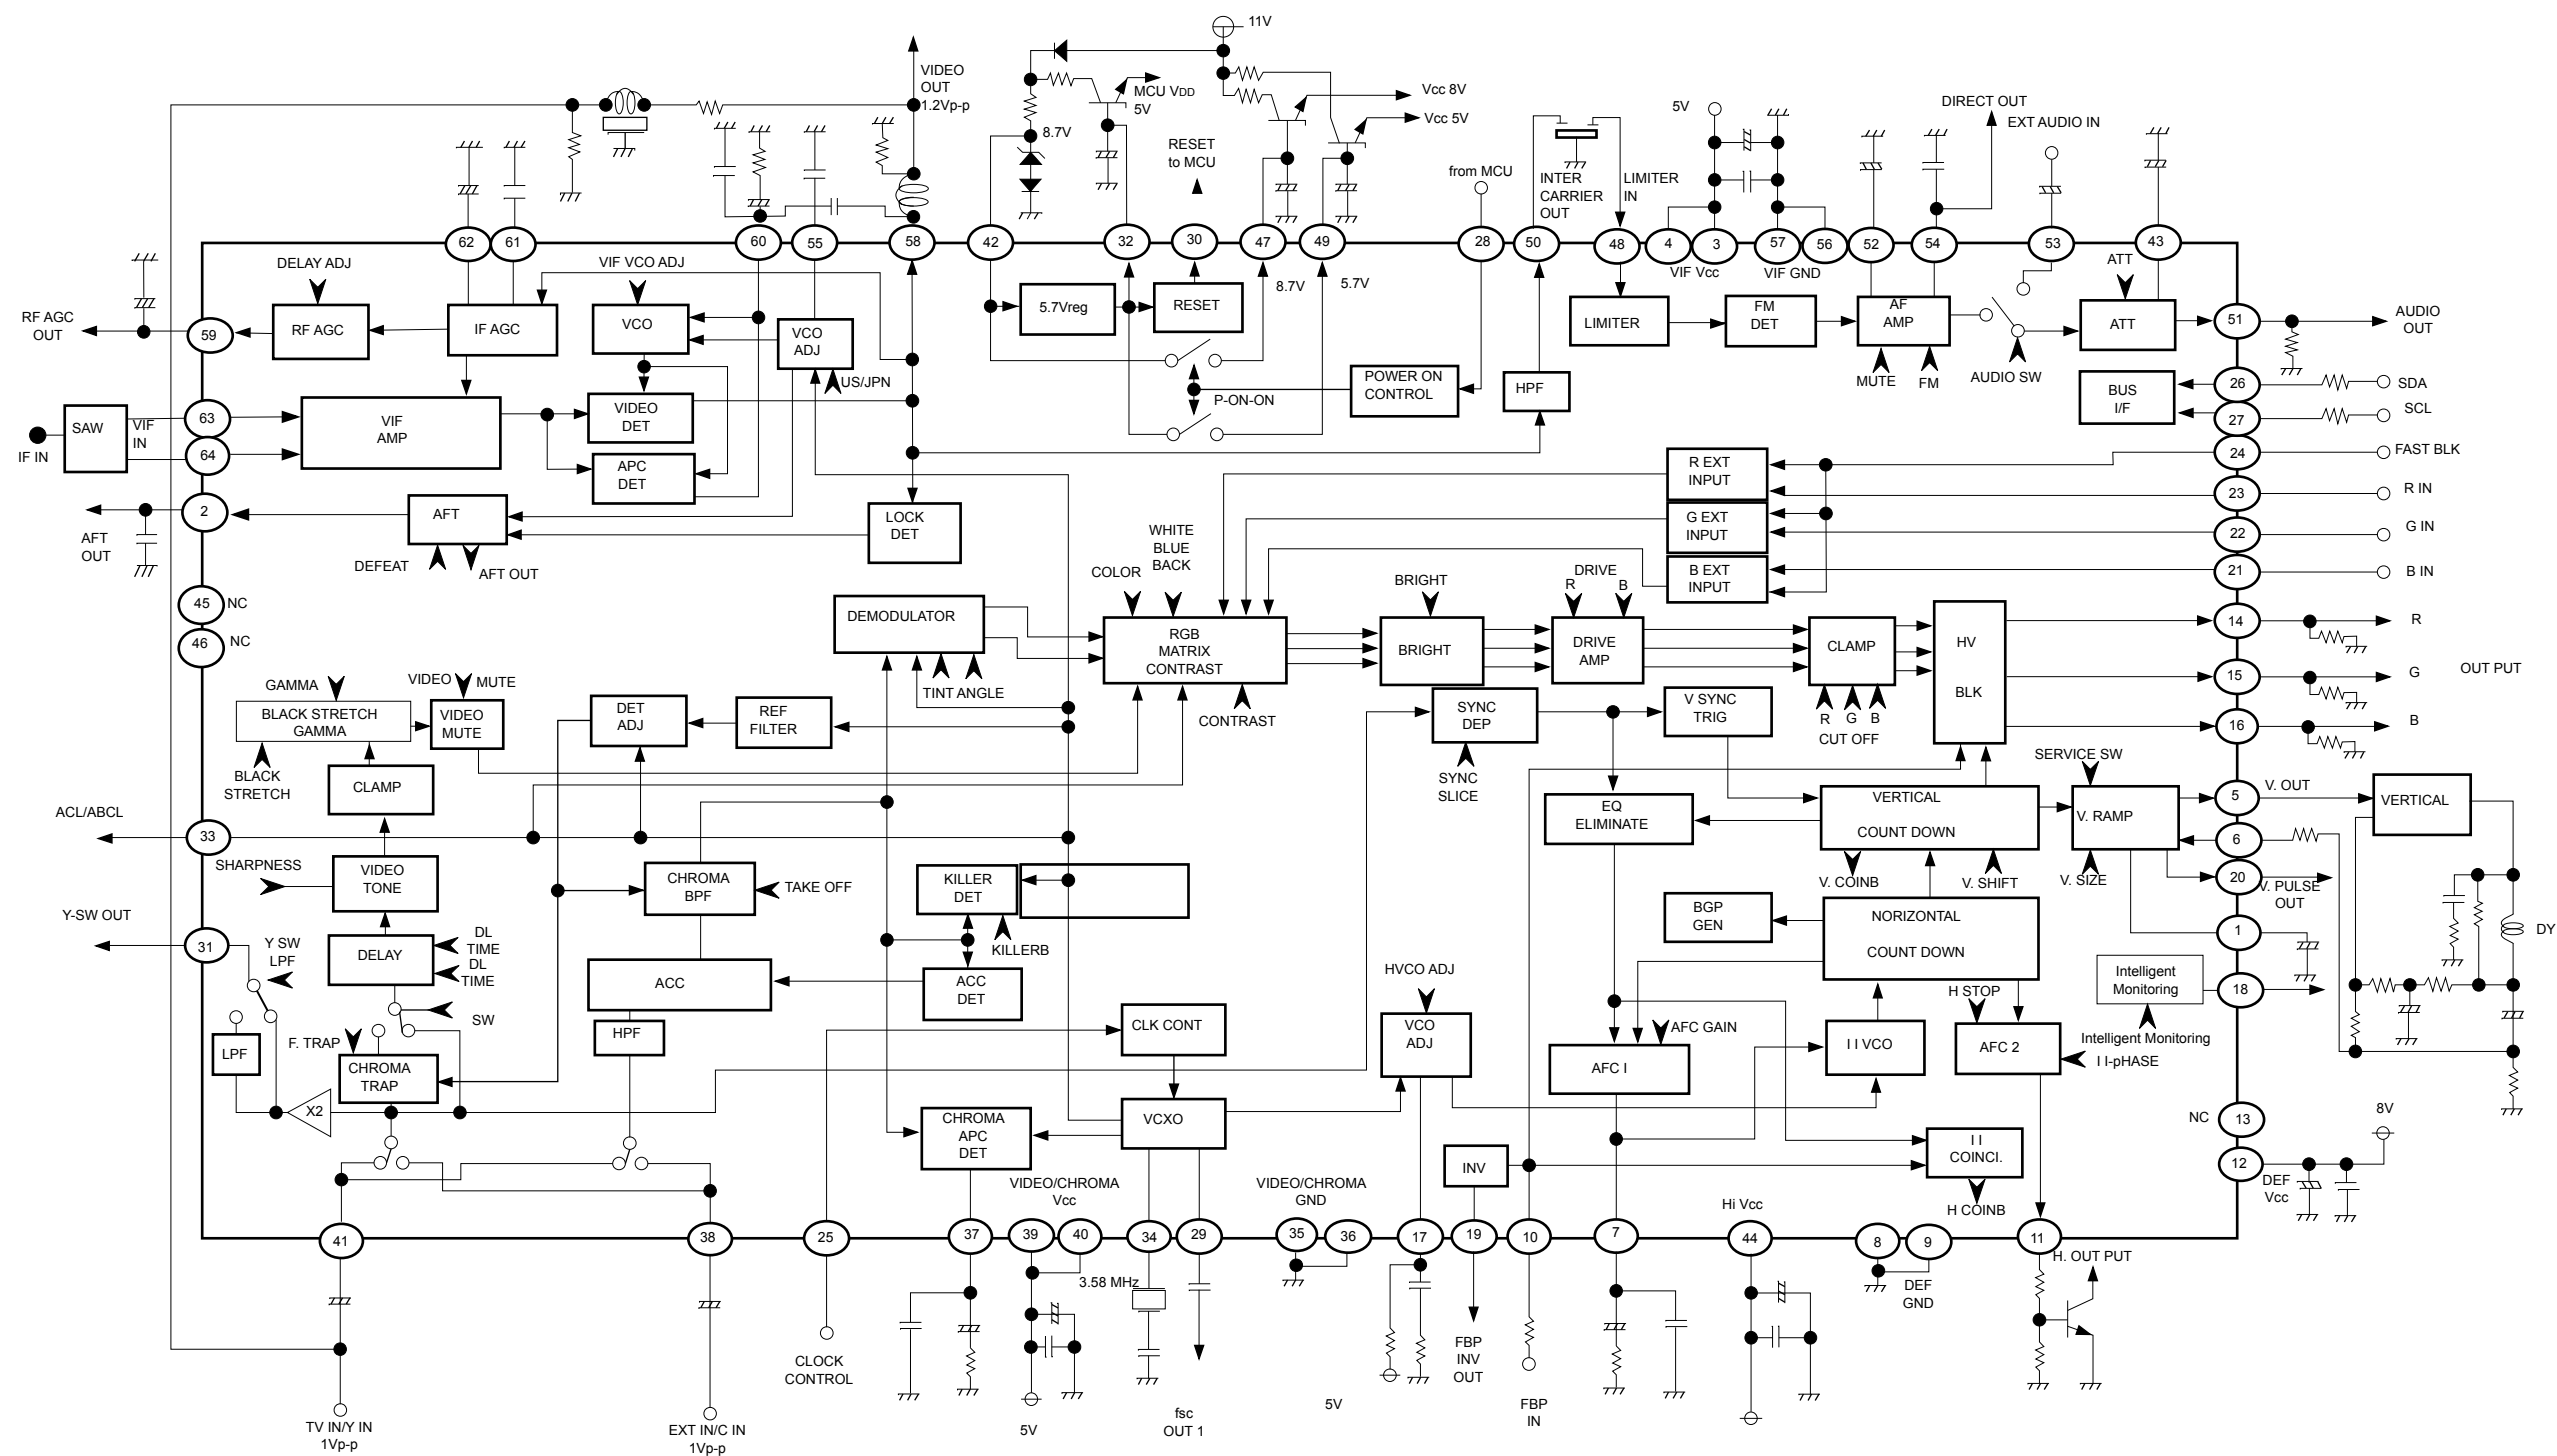 11V
VIDEO
OUT
1.2Vp-p
MCU VDD
5V
8.7V
RESET
to MCU
Vcc 8V
Vcc 5V
from MCU
INTER
CARRIER
OUT
LIMITER
IN
5V
DIRECT OUT
EXT AUDIO IN
62
61
60
55
58
42
32
30
47
49
28
50
48
4
3
57
56
52
54
53
43
VIF Vcc
VIF GND
ATT
DELAY ADJ
VIF VCO ADJ
8.7V
5.7V
RF AGC
OUT
59
RF AGC
IF AGC
VCO
VCO
ADJ
US/JPN
5.7Vreg
RESET
LIMITER
FM
DET
AF
AMP
MUTE
FM
AUDIO SW
ATT
51
AUDIO
OUT
POWER ON
CONTROL
P-ON-ON
HPF
BUS
I/F
26
SDA
27
SCL
SAW
IF IN
VIF
IN
63
64
VIF
AMP
VIDEO
DET
APC
DET
24
FAST BLK
R EXT
INPUT
23
R IN
G EXT
INPUT
22
G IN
B EXT
INPUT
21
B IN
2
AFT
OUT
AFT
DEFEAT
AFT OUT
LOCK
DET
WHITE
BLUE
BACK
COLOR
BRIGHT
DRIVE
R
B
45
NC
46
NC
DEMODULATOR
TINT ANGLE
RGB
MATRIX
CONTRAST
CONTRAST
BRIGHT
DRIVE
AMP
CLAMP
R
G
B
CUT OFF
HV
BLK
14
R
15
G
OUT PUT
16
B
GAMMA
VIDEO
MUTE
BLACK STRETCH
GAMMA
VIDEO
MUTE
BLACK
STRETCH
CLAMP
DET
ADJ
REF
FILTER
SYNC
DEP
SYNC
SLICE
V SYNC
TRIG
SERVICE SW
ACL/ABCL
33
EQ
ELIMINATE
VERTICAL
COUNT DOWN
V. RAMP
5
V. OUT
VERTICAL
6
SHARPNESS
VIDEO
TONE
CHROMA
BPF
TAKE OFF
KILLER
DET
KILLERB
V. COINB
V. SHIFT
V. SIZE
20
V. PULSE
OUT
Y-SW OUT
31
Y SW
LPF
DELAY
DL
TIME
DL
TIME
BGP
GEN
NORIZONTAL
COUNT DOWN
1
DY
ACC
ACC
DET
HVCO ADJ
H STOP
Intelligent
Monitoring
18
Intelligent Monitoring
SW
LPF
F. TRAP
CHROMA
TRAP
HPF
CLK CONT
VCO
ADJ
AFC GAIN
AFC I
I I VCO
AFC 2
I I-pHASE
X2
CHROMA
APC
DET
VCXO
NC
13
8V
12
DEF
Vcc
INV
I I
COINCI.
H COINB
VIDEO/CHROMA
Vcc
VIDEO/CHROMA
GND
Hi Vcc
41
38
25
37
39
40
34
29
35
36
17
19
10
7
44
8
9
11
H. OUT PUT
DEF
GND
3.58 MHz
CLOCK
CONTROL
FBP
INV
OUT
FBP
IN
5V
5V
fsc
OUT 1
TV IN/Y IN
1Vp-p
EXT IN/C IN
1Vp-p